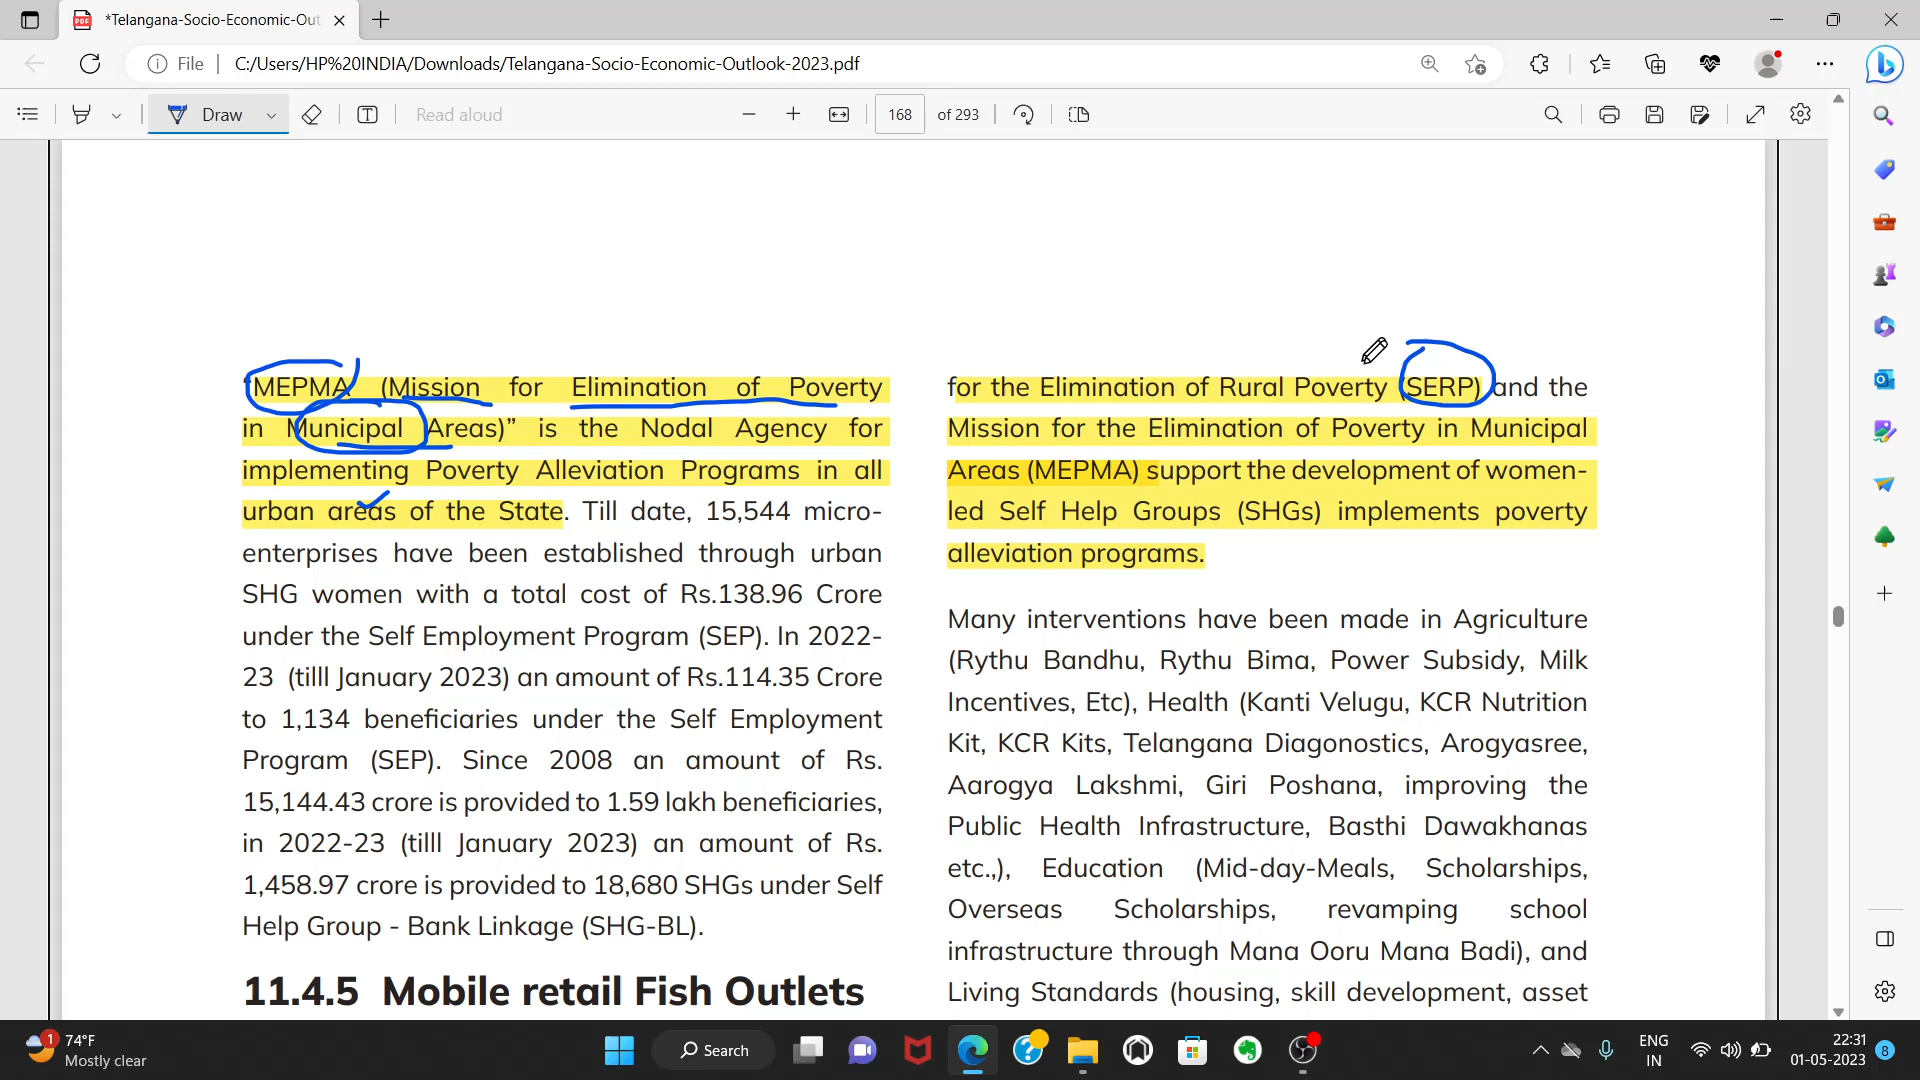 *Telangana-Socio-Economic-Out
File
C:/Users/HP%20INDIA/Downloads/Telangana-Socio-Economic-Outlook-2023.pdf
Draw
Read aloud
168 of 293
“MEPMA (Mission for Elimination of Poverty
in Municipal Areas)” is the Nodal Agency for
implementing Poverty Alleviation Programs in all
urban areas of the State. Till date, 15,544 micro-
enterprises have been established through urban
SHG women with a total cost of Rs.138.96 Crore
under the Self Employment Program (SEP). In 2022-
23 (tilll January 2023) an amount of Rs.114.35 Crore
to 1,134 beneficiaries under the Self Employment
Program (SEP). Since 2008 an amount of Rs.
15,144.43 crore is provided to 1.59 lakh beneficiaries,
in 2022-23 (tilll January 2023) an amount of Rs.
1,458.97 crore is provided to 18,680 SHGs under Self
Help Group - Bank Linkage (SHG-BL).
11.4.5 Mobile retail Fish Outlets
for the Elimination of Rural Poverty (SERP) and the
Mission for the Elimination of Poverty in Municipal
Areas (MEPMA) support the development of women-
led Self Help Groups (SHGs) implements poverty
alleviation programs.
Many interventions have been made in Agriculture
(Rythu Bandhu, Rythu Bima, Power Subsidy, Milk
Incentives, Etc), Health (Kanti Velugu, KCR Nutrition
Kit, KCR Kits, Telangana Diagonostics, Arogyasree,
Aarogya Lakshmi, Giri Poshana, improving the
Public Health Infrastructure, Basthi Dawakhanas
etc.,), Education (Mid-day-Meals, Scholarships,
Overseas Scholarships, revamping school
infrastructure through Mana Ooru Mana Badi), and
Living Standards (housing, skill development, asset
1
74°F
Mostly clear
Search
ENG
IN
22:31
01-05-2023
8